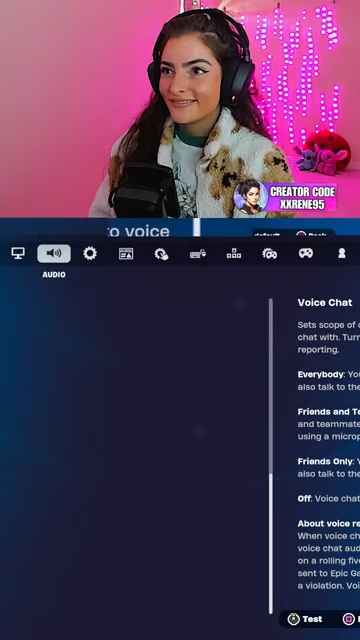 CREATOR CODE
XXRENE95
to voice
AUDIO
Voice Chat
Sets scope of
chat with. Turn
reporting.
Everybody: You
also talk to the
Friends and Te
and teammate
using a microp
Friends Only: Y
also talk to the
Off: Voice chat
About voice re
When voice ch
voice chat aud
on a rolling five
sent to Epic Ga
a violation. Voi
Test